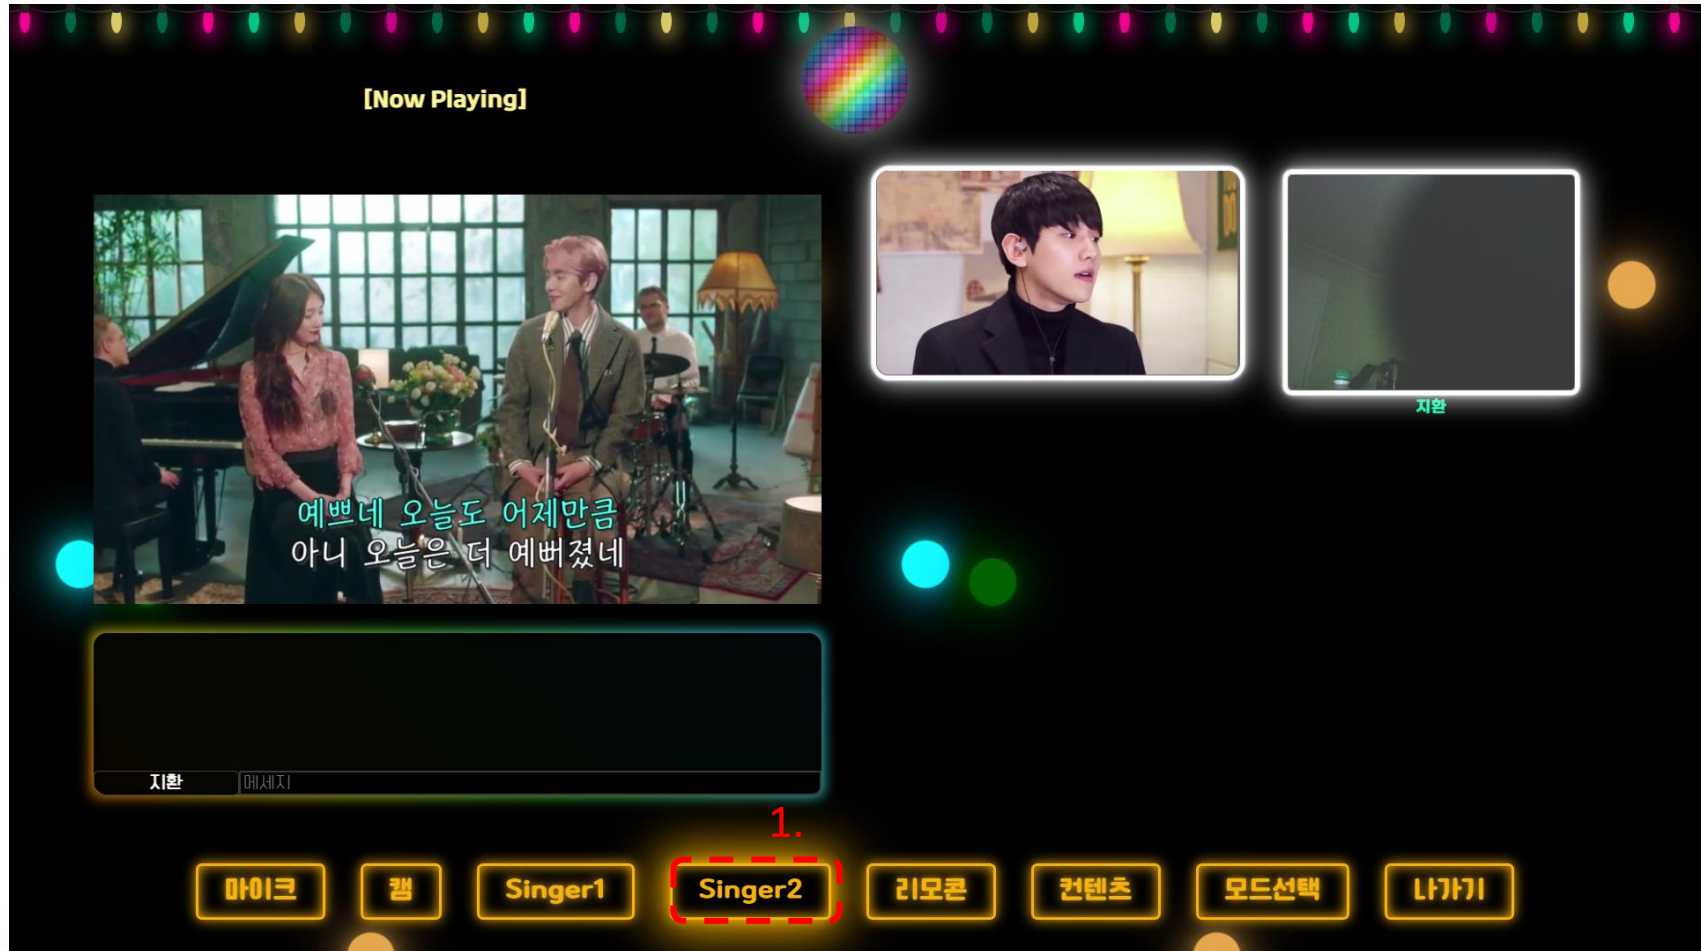 [Now Playing]
예쁘네 오늘도 어제만큼
아니 오늘은 더 예뻐졌네
지환
지환 메세지
1.
마이크 캠 Singer1 Singer2 리모콘 컨텐츠 모드선택 나가기